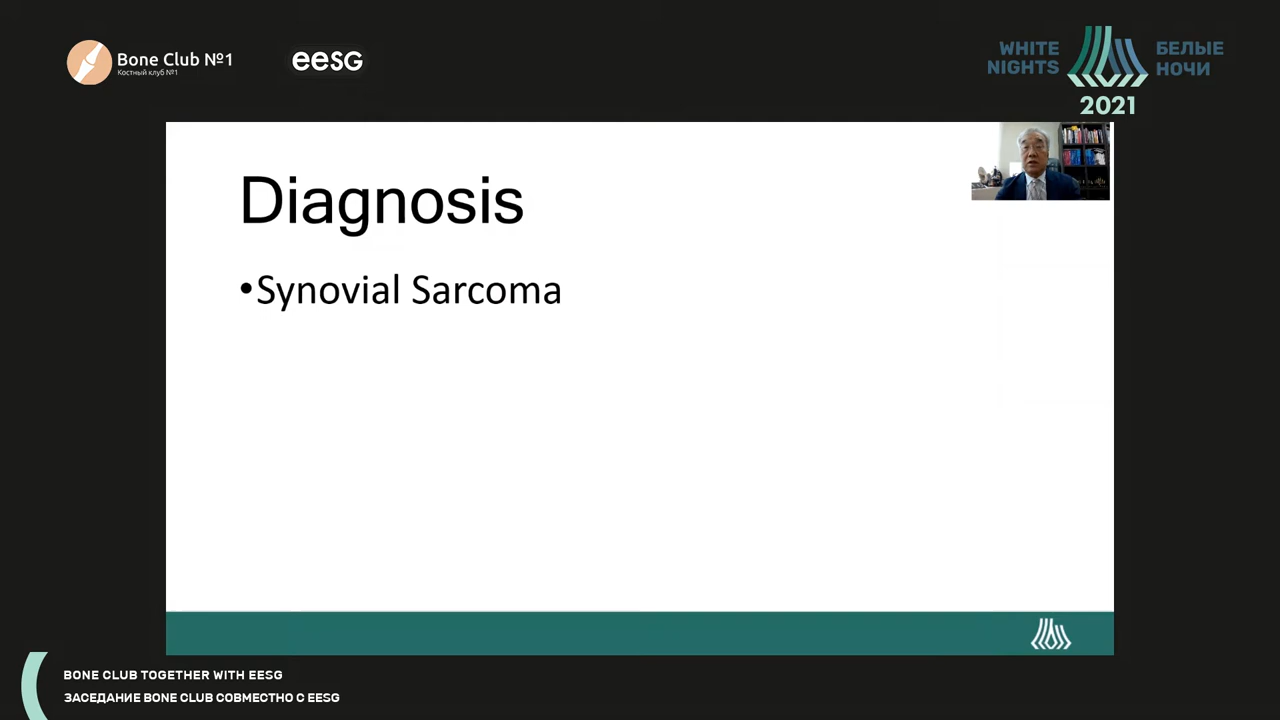 Bone Club №1
Костный клуб №1
eesg
WHITE
NIGHTS
БЕЛЫЕ
НОЧИ
2021
Diagnosis
•Synovial Sarcoma
BONE CLUB TOGETHER WITH EESG
ЗАСЕДАНИЕ BONE CLUB СОВМЕСТНО С EESG